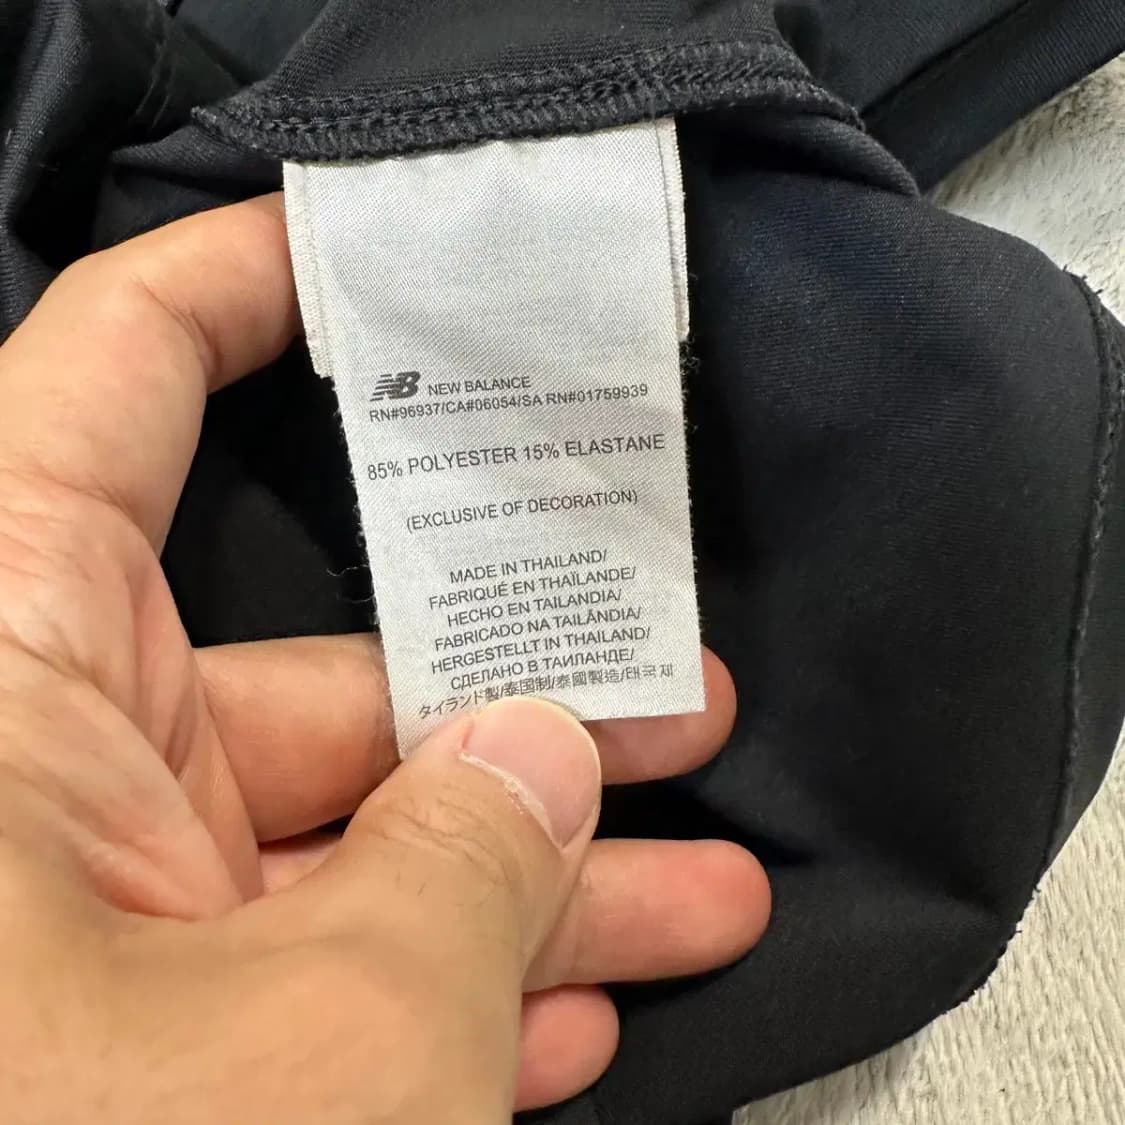 NB NEW BALANCE
RN#96937/CA#06054/SA RN#01759939
85% POLYESTER 15% ELASTANE
(EXCLUSIVE OF DECORATION)
MADE IN THAILAND/
FABRIQUÉ EN THAÏLANDE/
HECHO EN TAILANDIA/
FABRICADO NA TAILÂNDIA/
HERGESTELLT IN THAILAND/
СДЕЛАНО В ТАИЛАНДЕ/
タイランド製/泰国制/泰國製造/태국제